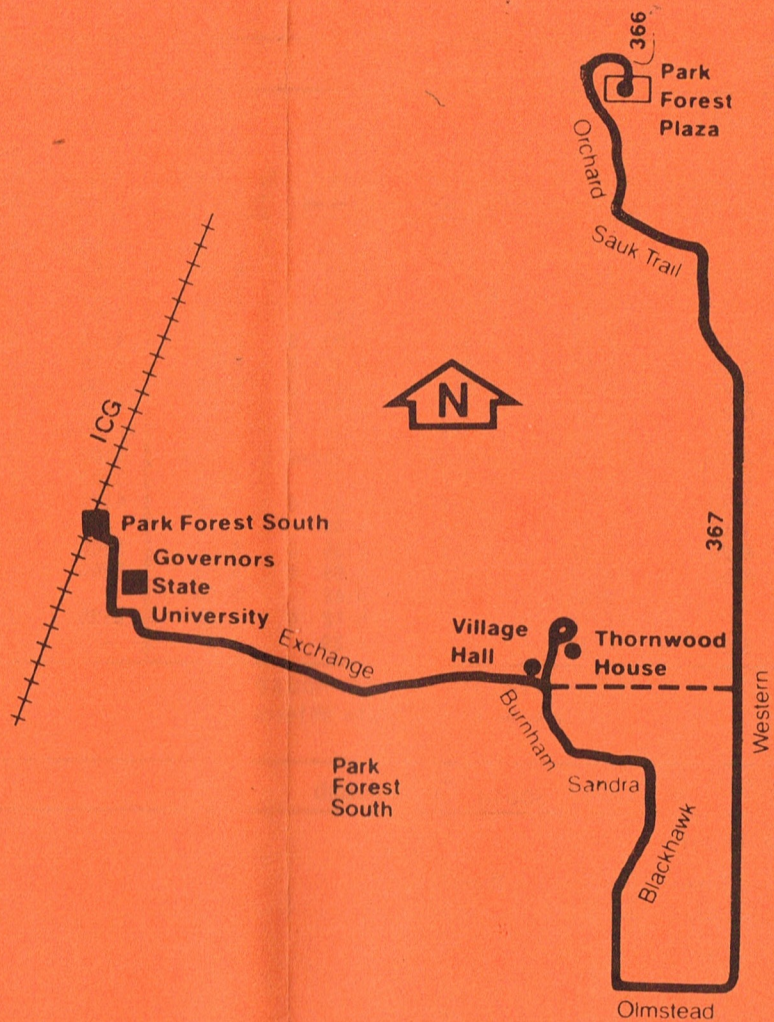 366
Park
Forest
Plaza
Orchard
Sauk Trail
N
ICG
367
Park Forest South
Governors
State
University
Exchange
Village
Hall
Thornwood
House
Burnham
Western
Park
Forest
South
Sandra
Blackhawk
Olmstead